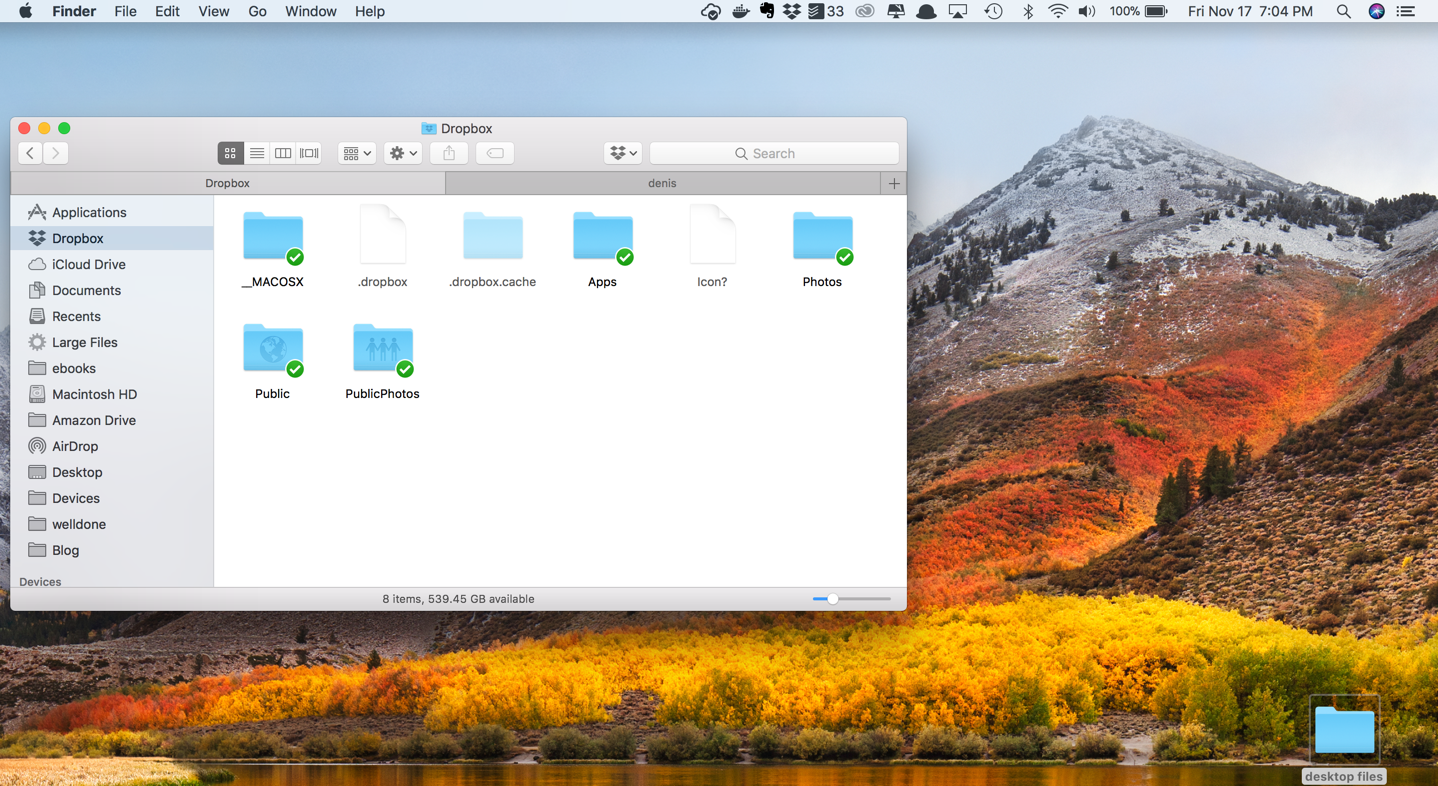 Finder File Edit View Go Window Help 33 100% Fri Nov 17 7:04 PM
Dropbox
Search
Dropbox denis
Applications
Dropbox
iCloud Drive
Documents
Recents
Large Files
ebooks
Macintosh HD
Amazon Drive
AirDrop
Desktop
Devices
welldone
Blog
Devices
__MACOSX .dropbox .dropbox.cache Apps Icon? Photos
Public PublicPhotos
8 items, 539.45 GB available
desktop files